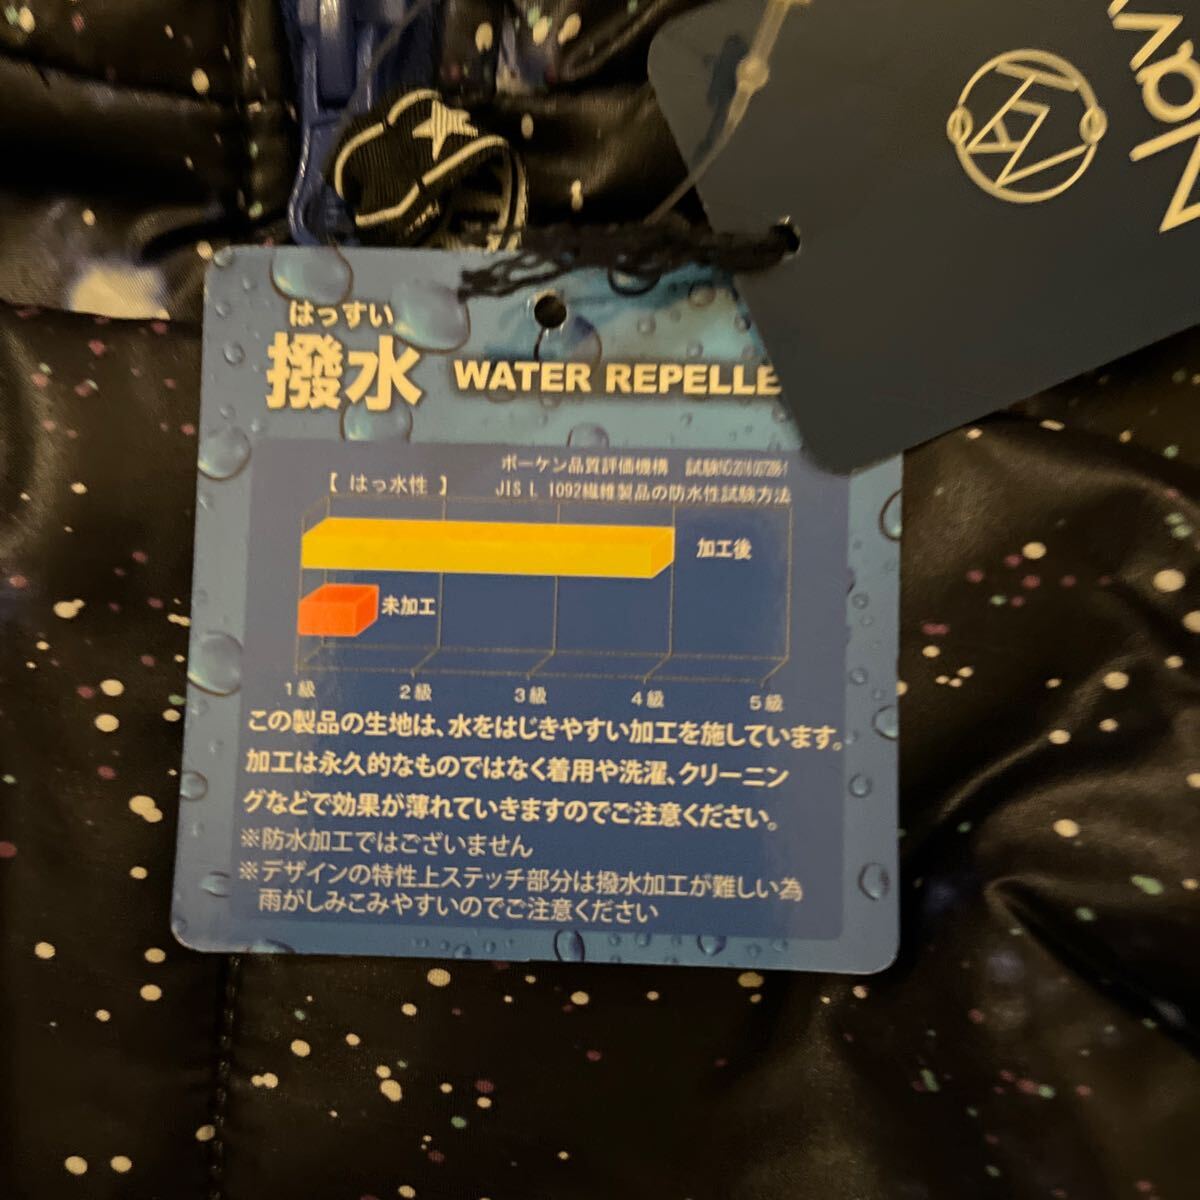 はっすい
撥水 WATER REPELLE
ボーケン品質評価機構 試験NO.
【 はっ水性 】 JIS L 1092繊維製品の防水性試験方法
加工後
未加工
1級 2級 3級 4級 5級
この製品の生地は、水をはじきやすい加工を施しています。
加工は永久的なものではなく着用や洗濯、クリーニン
グなどで効果が薄れていきますのでご注意ください。
※防水加工ではございません
※デザインの特性上ステッチ部分は撥水加工が難しい為
雨がしみこみやすいのでご注意ください